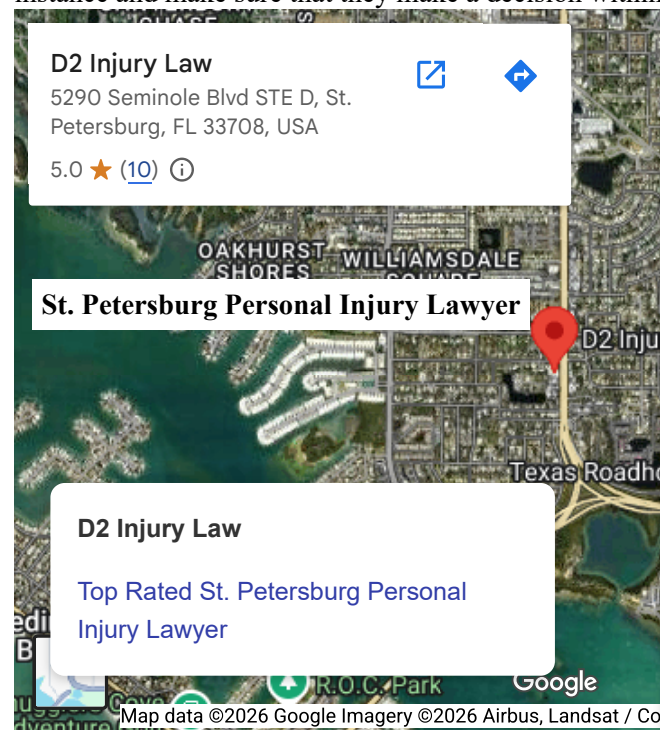 D2 Injury Law
5290 Seminole Blvd STE D, St.
Petersburg, FL 33708, USA
5.0 ★ (10)
OAKHURST
SHORES
WILLIAMSDALE
SQUARE
St. Petersburg Personal Injury Lawyer
D2 Inju
Texas Roadho
D2 Injury Law
Top Rated St. Petersburg Personal
Injury Lawyer
R.O.C. Park
Google
Map data ©2026 Google Imagery ©2026 Airbus, Landsat / Co